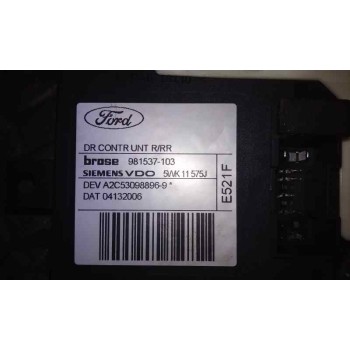 Ford
DR CONTR UNT R/RR
brose 981537-103
SIEMENS VDO 5WK11575J
DEV A2C53098896-9 *
DAT 04132006
E521F